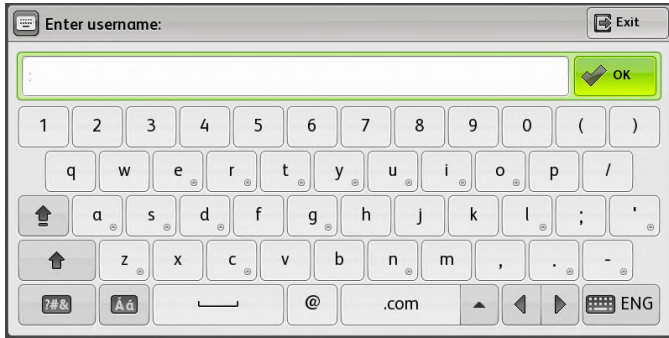 Enter username:
Exit
:
OK
1 2 3 4 5 6 7 8 9 0 ( )
q w e r t y u i o p /
a s d f g h j k l ; '
z x c v b n m , . -
?#& Áá @ .com ENG